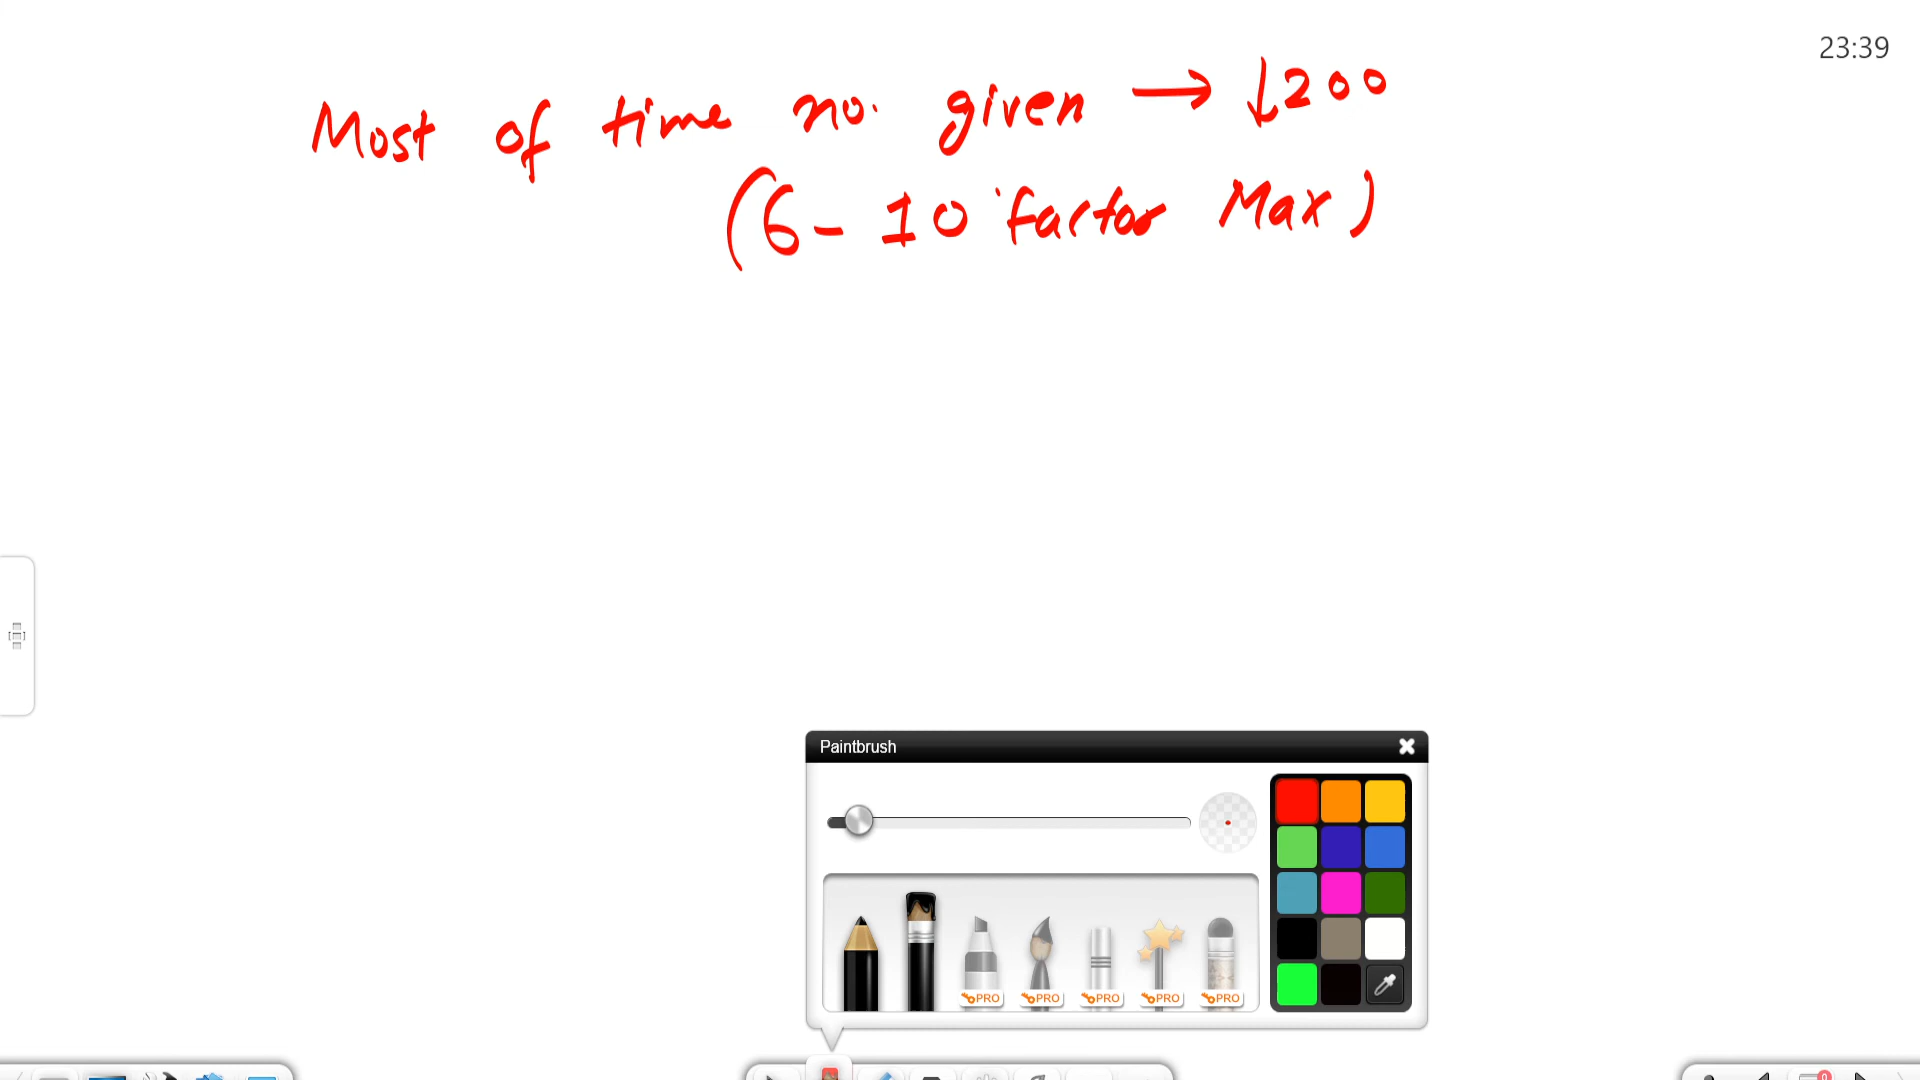 23:39
Most of time no. given → ↓200
(6 - 10 factor Max)
Paintbrush
PRO PRO PRO PRO PRO